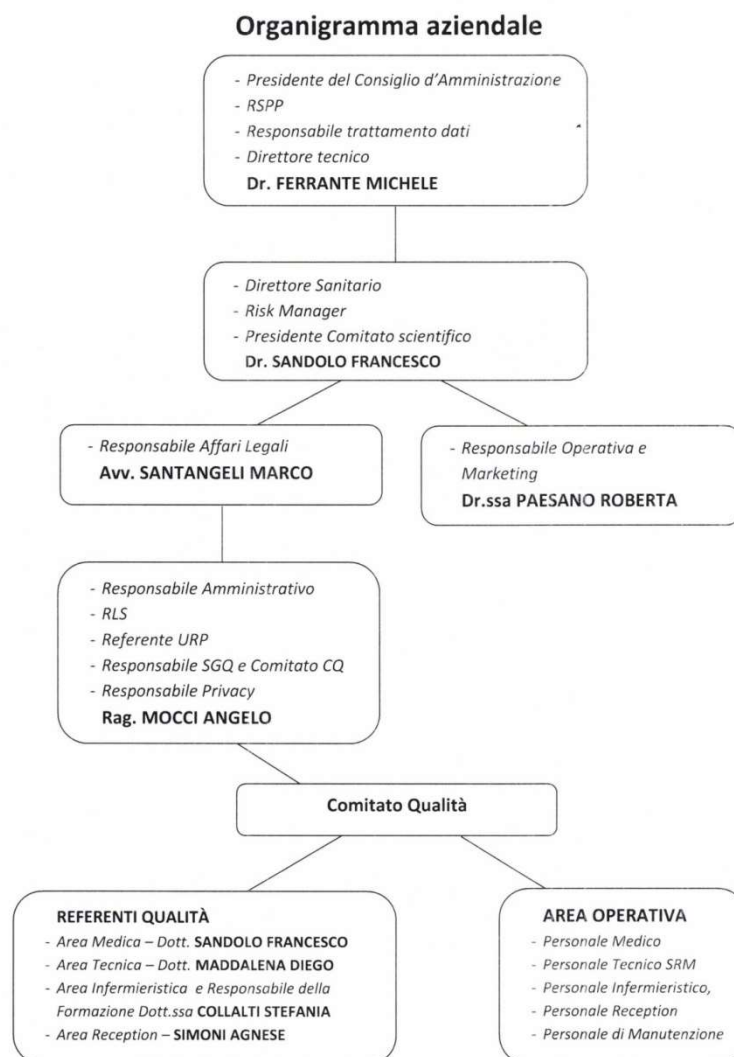 Organigramma aziendale
- Presidente del Consiglio d'Amministrazione
- RSPP
- Responsabile trattamento dati
- Direttore tecnico
Dr. FERRANTE MICHELE
- Direttore Sanitario
- Risk Manager
- Presidente Comitato scientifico
Dr. SANDOLO FRANCESCO
- Responsabile Affari Legali
Avv. SANTANGELI MARCO
- Responsabile Operativa e
Marketing
Dr.ssa PAESANO ROBERTA
- Responsabile Amministrativo
- RLS
- Referente URP
- Responsabile SGQ e Comitato CQ
- Responsabile Privacy
Rag. MOCCI ANGELO
Comitato Qualità
REFERENTI QUALITÀ
- Area Medica – Dott. SANDOLO FRANCESCO
- Area Tecnica – Dott. MADDALENA DIEGO
- Area Infermieristica e Responsabile della
Formazione Dott.ssa COLLALTI STEFANIA
- Area Reception – SIMONI AGNESE
AREA OPERATIVA
- Personale Medico
- Personale Tecnico SRM
- Personale Infermieristico,
- Personale Reception
- Personale di Manutenzione